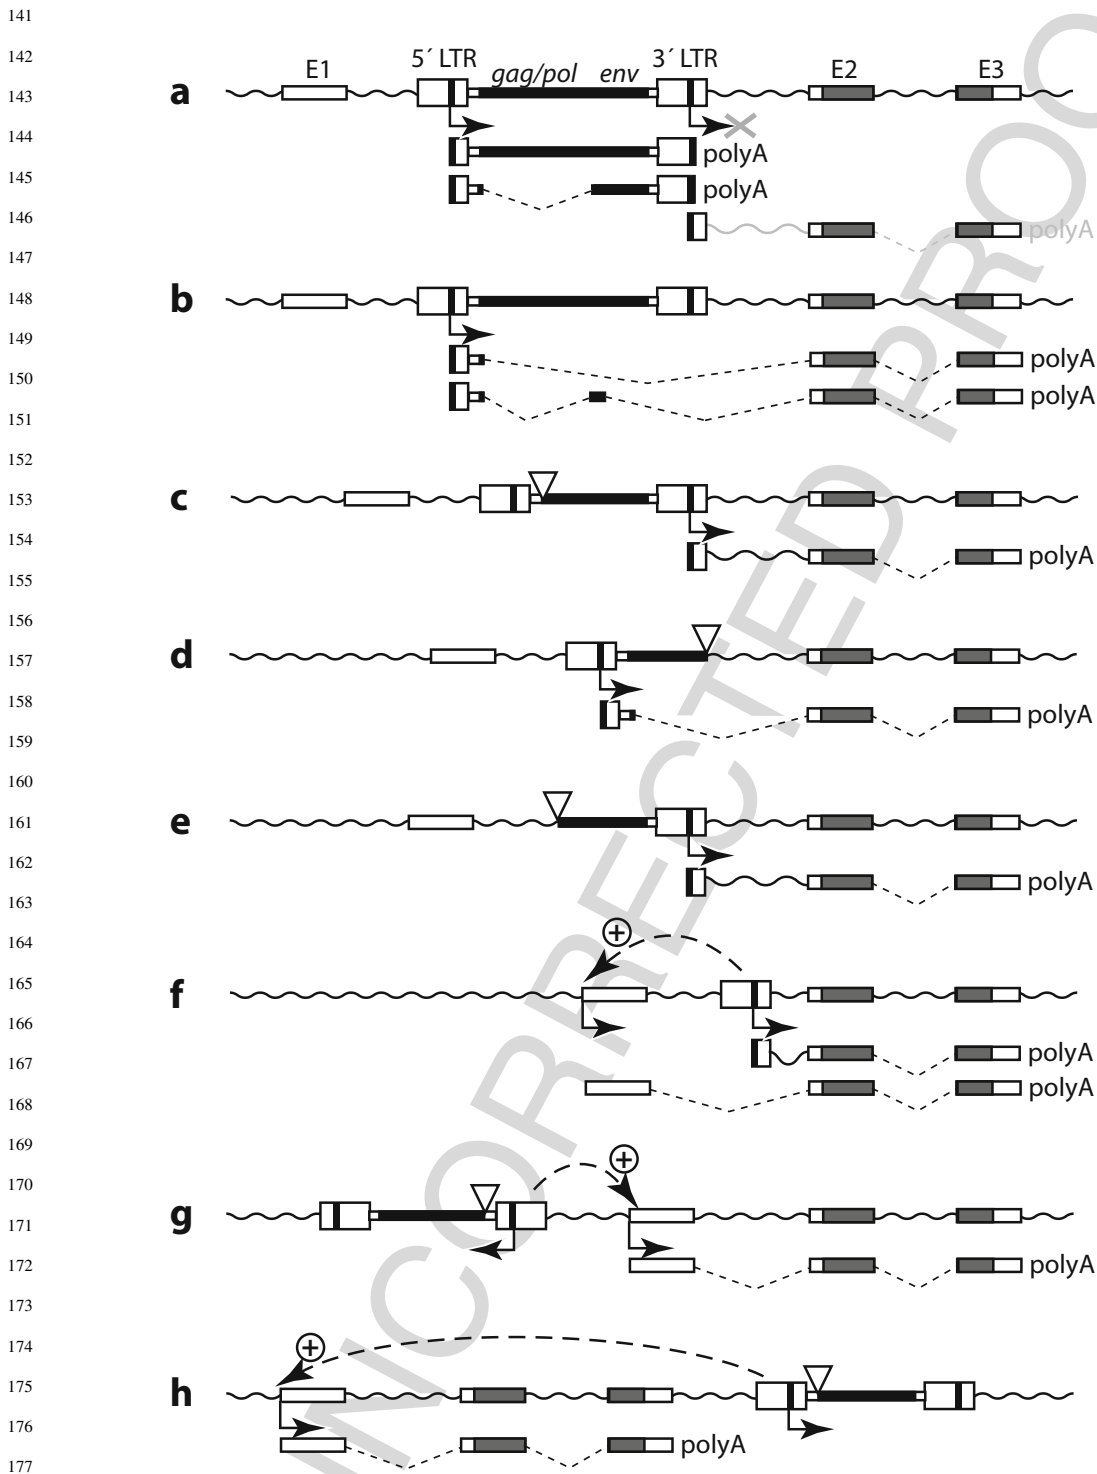 141
142
5´ LTR
3´ LTR
E1
gag/pol
env
E2
E3
143
a
144
polyA
145
polyA
146
polyA
147
148
b
149
polyA
150
polyA
151
152
153
c
154
polyA
155
156
157
d
158
polyA
159
160
161
e
162
polyA
163
164
+
165
f
166
167
polyA
168
polyA
169
170
+
171
g
172
polyA
173
174
+
175
h
176
polyA
177
UNCORRECTED PROOF